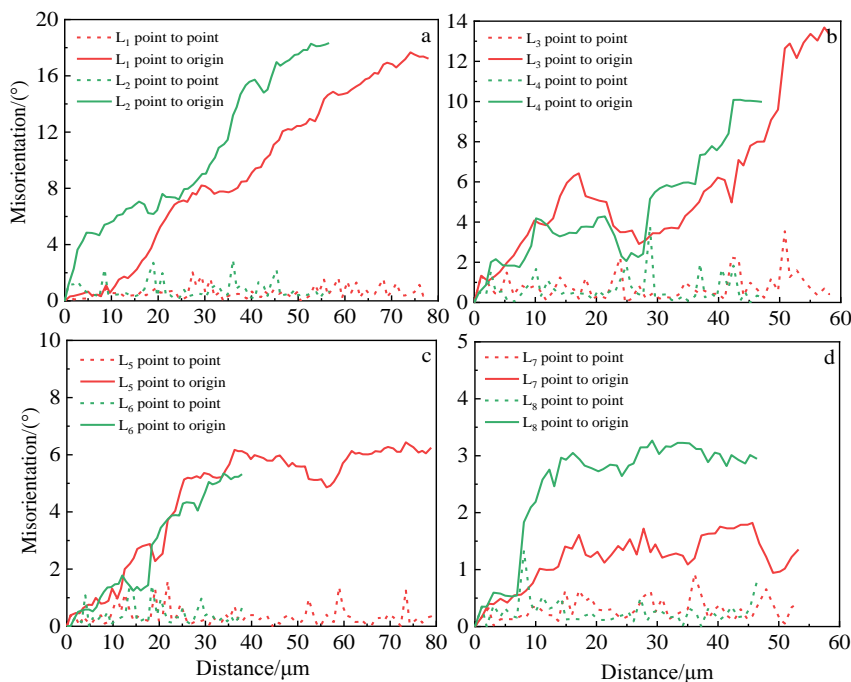 a
L₁ point to point
L₁ point to origin
L₂ point to point
L₂ point to origin
20
16
12
8
4
0
0 10 20 30 40 50 60 70 80
Misorientation/(°)
b
L₃ point to point
L₃ point to origin
L₄ point to point
L₄ point to origin
14
12
10
8
6
4
2
0
0 10 20 30 40 50 60
c
L₅ point to point
L₅ point to origin
L₆ point to point
L₆ point to origin
10
8
6
4
2
0
0 10 20 30 40 50 60 70 80
Misorientation/(°)
Distance/μm
d
L₇ point to point
L₇ point to origin
L₈ point to point
L₈ point to origin
5
4
3
2
1
0
0 10 20 30 40 50 60
Distance/μm